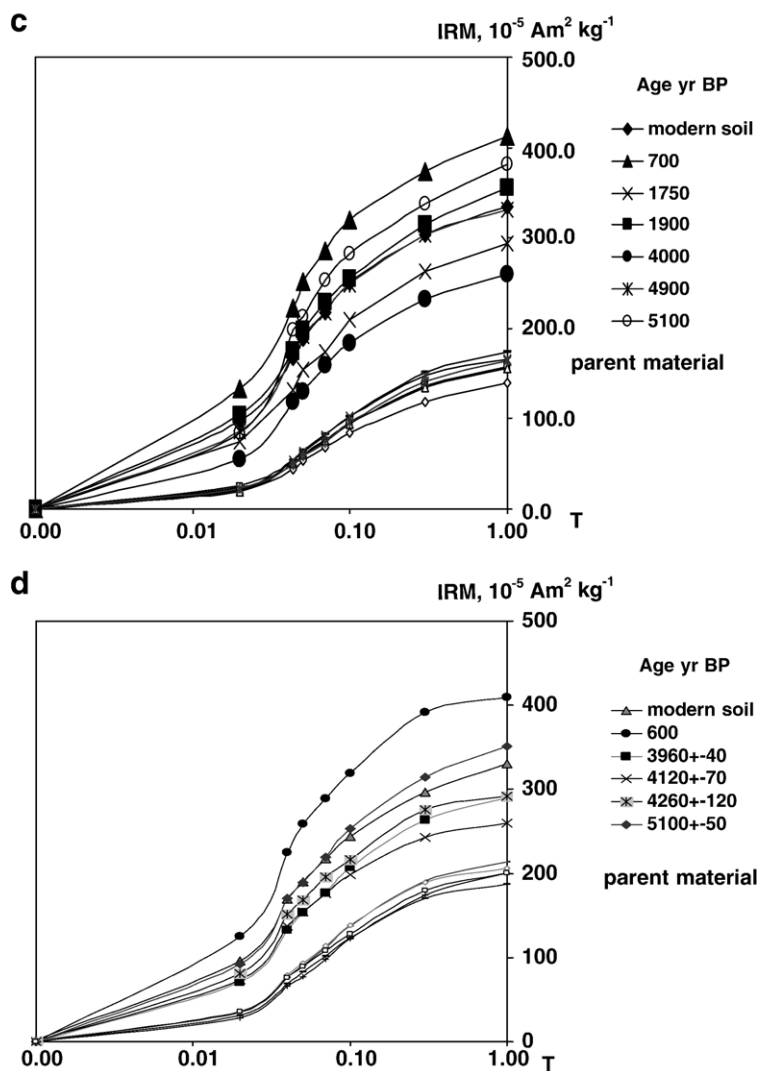 c
IRM, 10⁻⁵ Am² kg⁻¹
500.0
400.0
300.0
200.0
100.0
0.0
0.00
0.01
0.10
1.00
T
Age yr BP
modern soil
700
1750
1900
4000
4900
5100
parent material
d
IRM, 10⁻⁵ Am² kg⁻¹
500
400
300
200
100
0
0.00
0.01
0.10
1.00
T
Age yr BP
modern soil
600
3960+-40
4120+-70
4260+-120
5100+-50
parent material